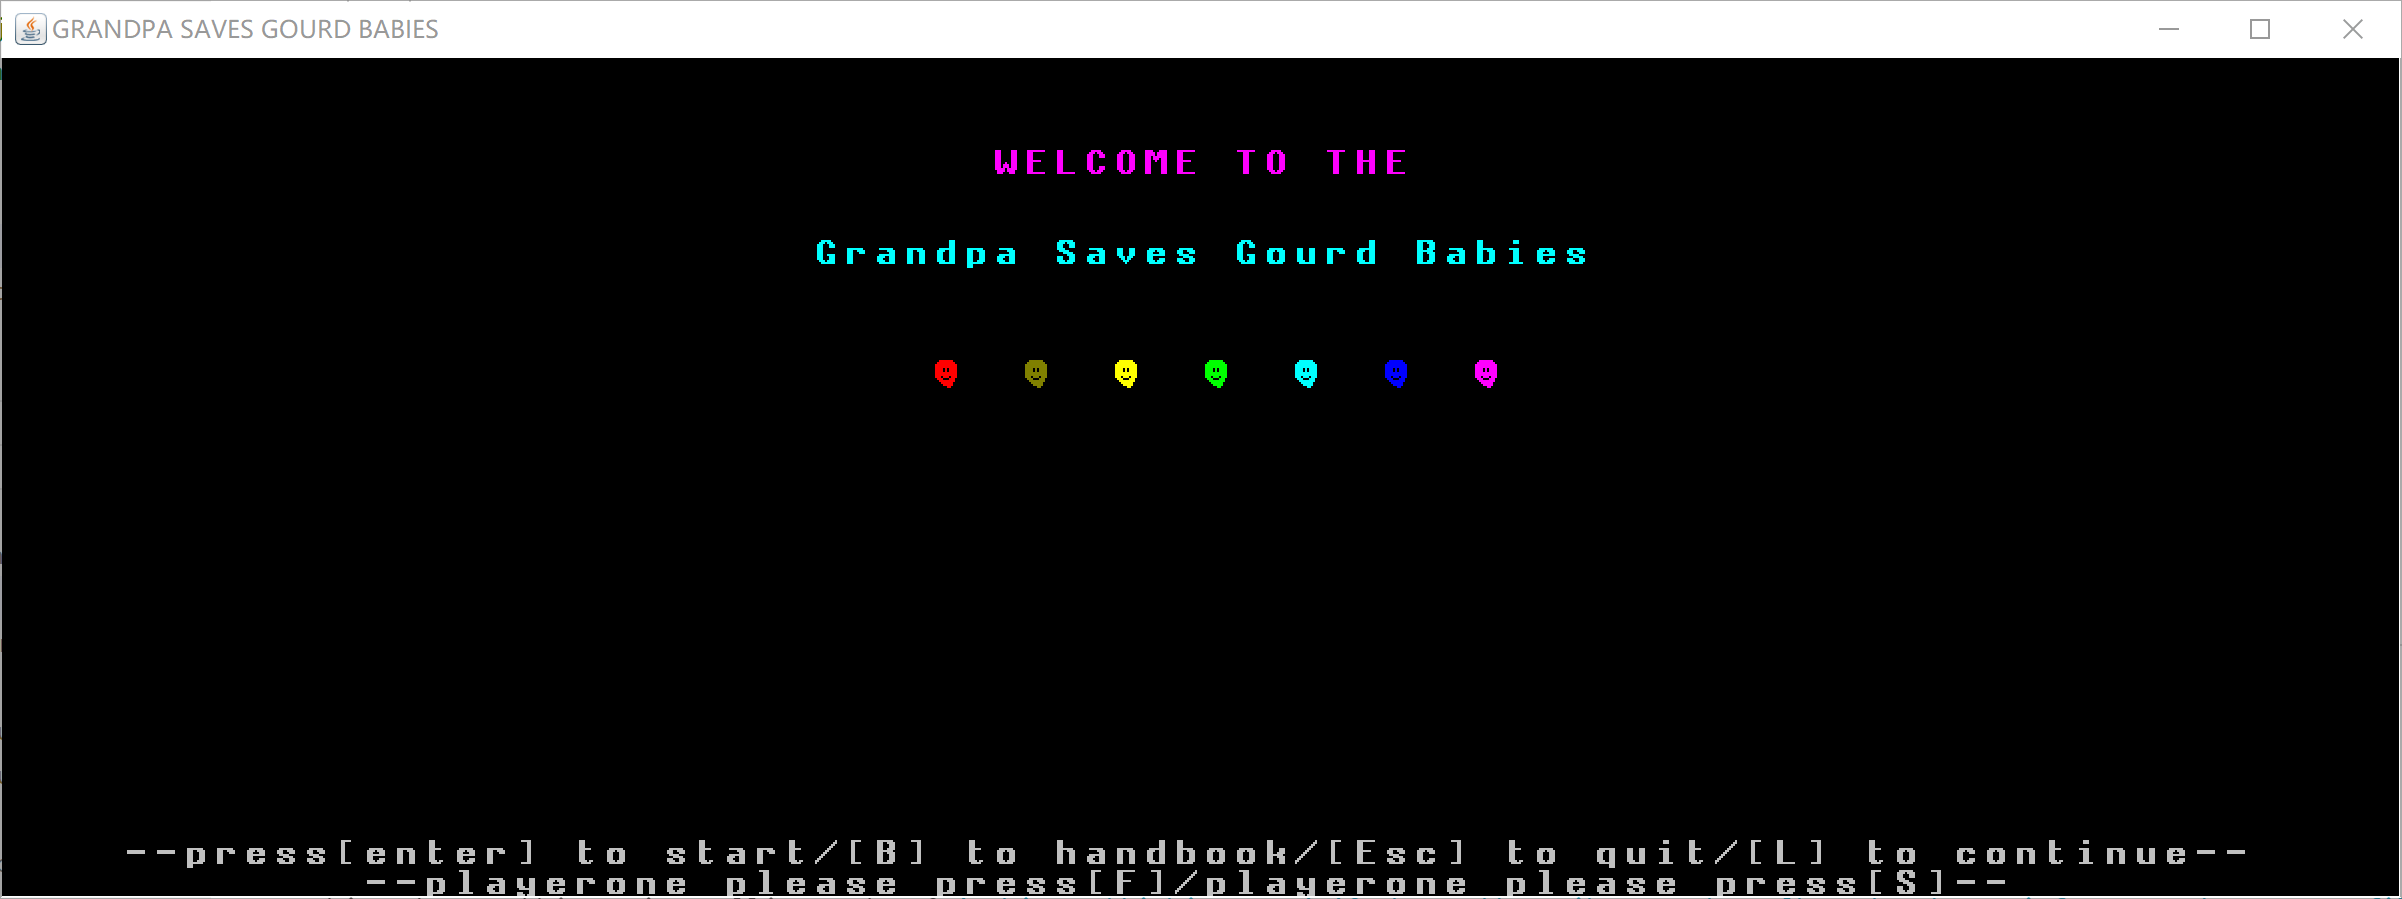 GRANDPA SAVES GOURD BABIES
WELCOME TO THE
Grandpa Saves Gourd Babies
--press[enter] to start/[B] to handbook/[Esc] to quit/[L] to continue--
--playerone please press[F]/playerone please press[S]--